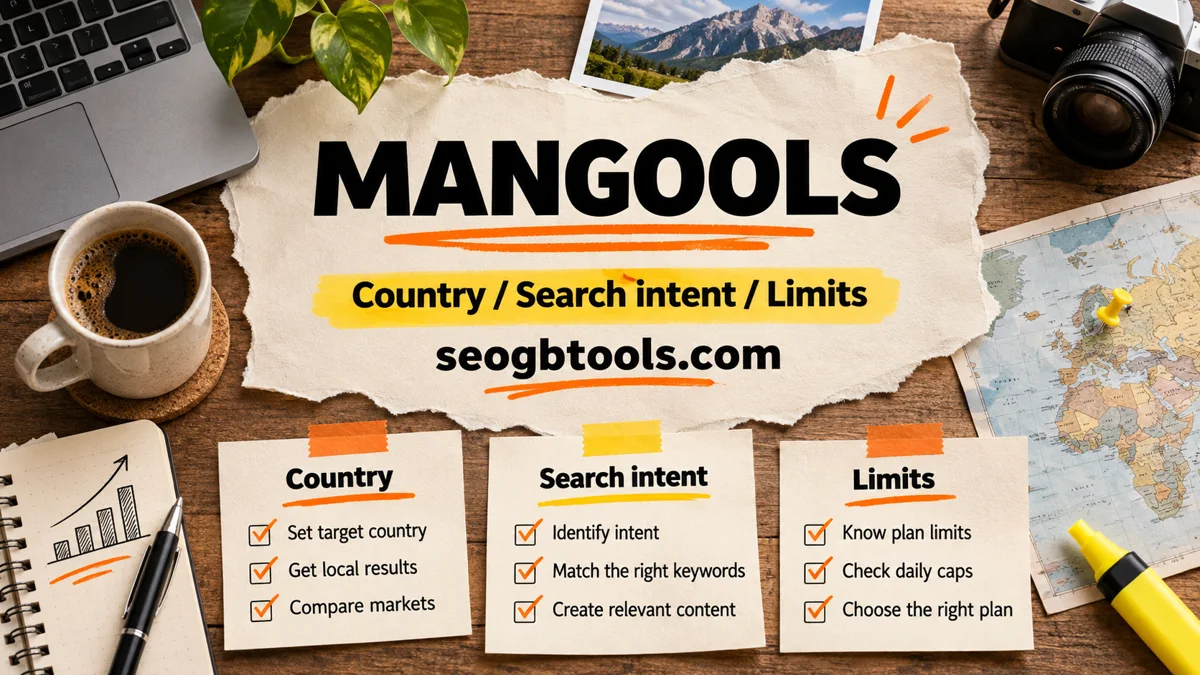 MANGOOLS
Country / Search intent / Limits
seogbtools.com
Country
Set target country
Get local results
Compare markets
Search intent
Identify intent
Match the right keywords
Create relevant content
Limits
Know plan limits
Check daily caps
Choose the right plan